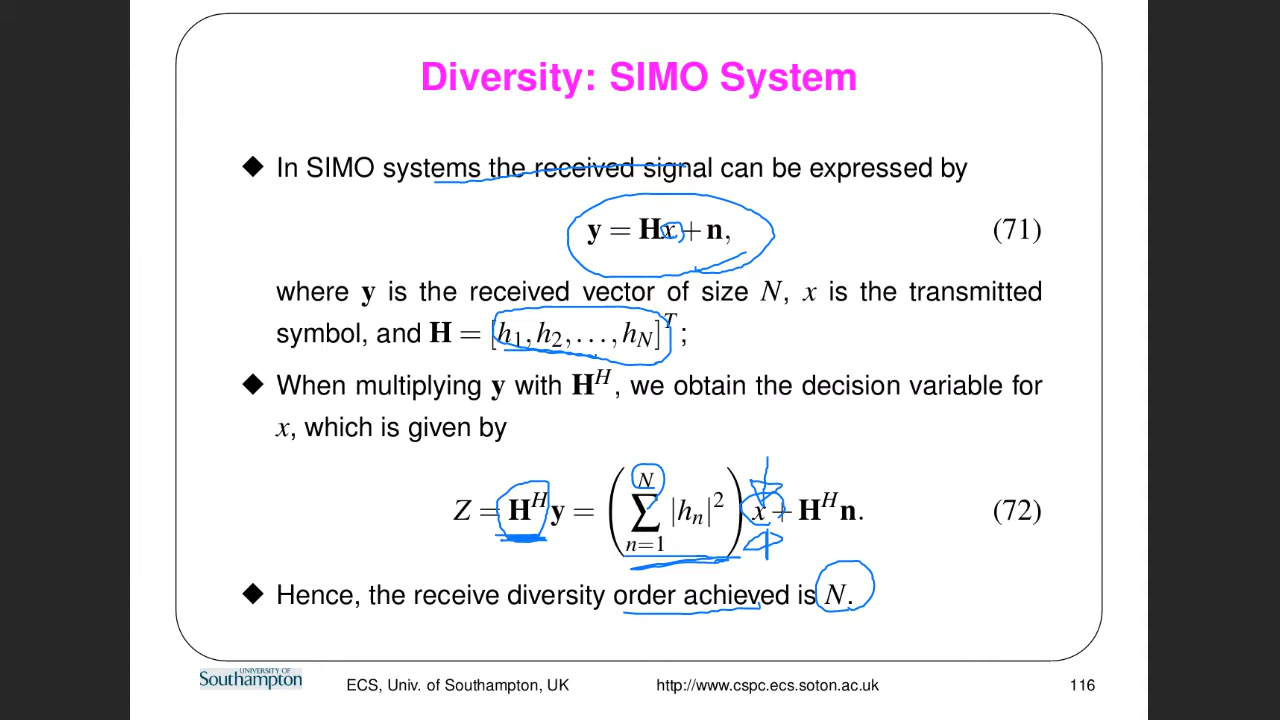 Diversity: SIMO System
◆ In SIMO systems the received signal can be expressed by
y = Hx + n, (71)
where y is the received vector of size N, x is the transmitted
symbol, and H = [h₁, h₂, . . . , h_N]ᵀ ;
◆ When multiplying y with Hᴴ, we obtain the decision variable for
x, which is given by
Z = Hᴴy = (∑_{n=1}^{N} |hₙ|²) x + Hᴴn. (72)
◆ Hence, the receive diversity order achieved is N.
UNIVERSITY OF
Southampton
ECS, Univ. of Southampton, UK http://www.cspc.ecs.soton.ac.uk 116